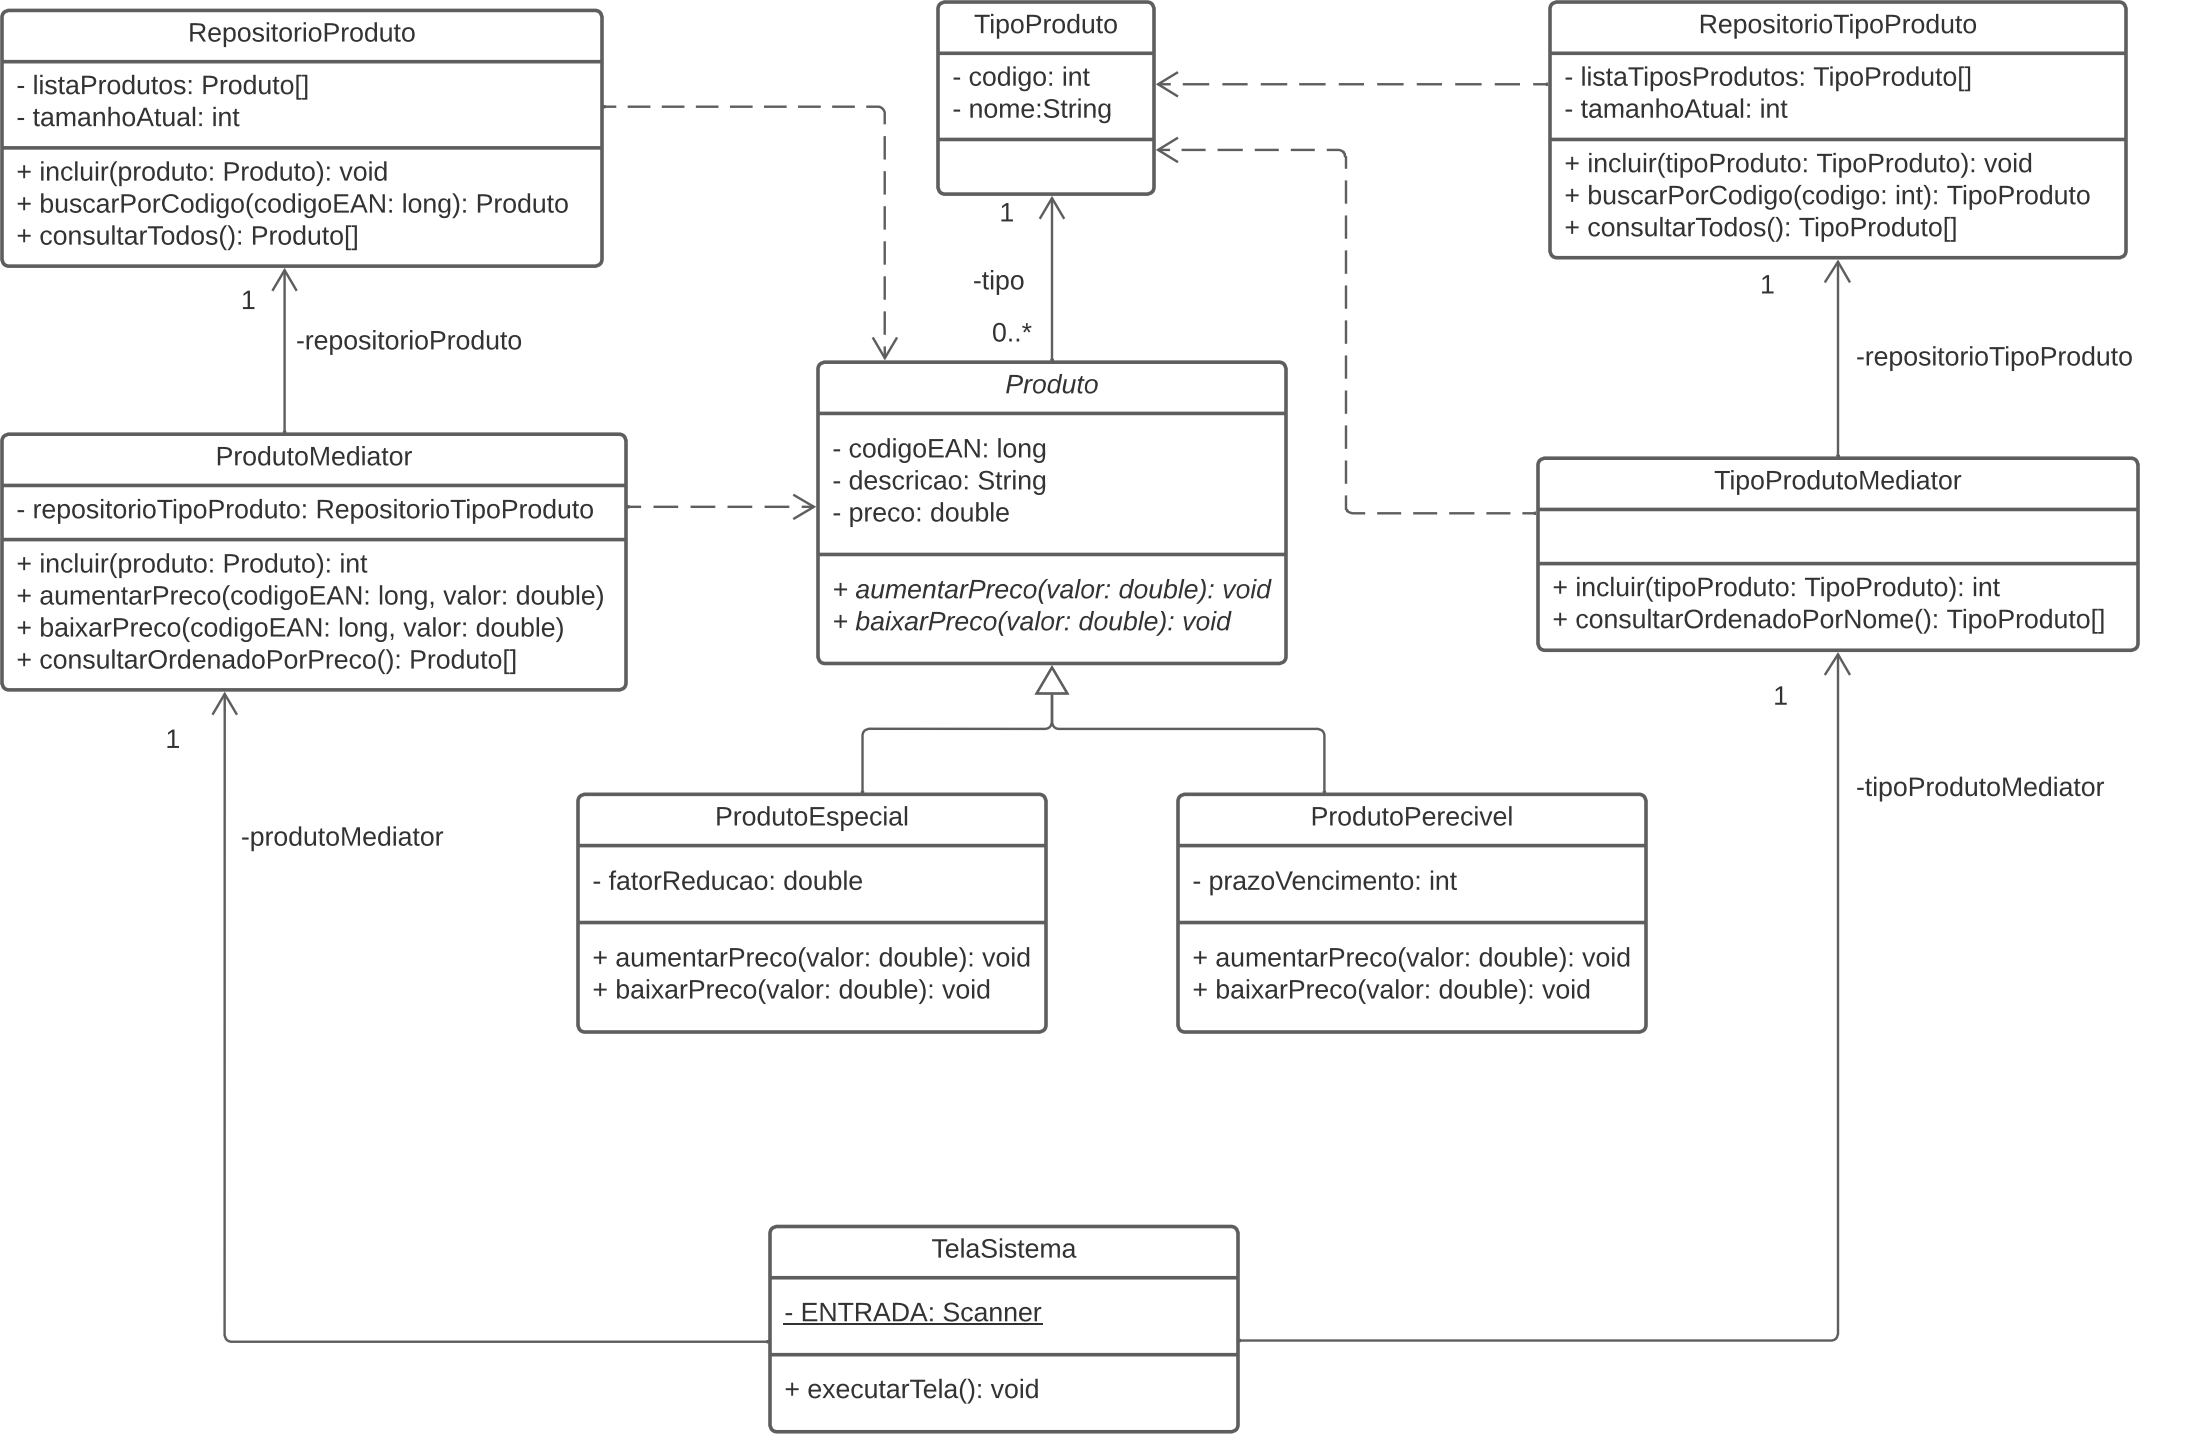 RepositorioProduto
- listaProdutos: Produto[]
- tamanhoAtual: int
+ incluir(produto: Produto): void
+ buscarPorCodigo(codigoEAN: long): Produto
+ consultarTodos(): Produto[]
TipoProduto
- codigo: int
- nome:String
RepositorioTipoProduto
- listaTiposProdutos: TipoProduto[]
- tamanhoAtual: int
+ incluir(tipoProduto: TipoProduto): void
+ buscarPorCodigo(codigo: int): TipoProduto
+ consultarTodos(): TipoProduto[]
1
-repositorioProduto
1
-tipo
0..*
1
-repositorioTipoProduto
ProdutoMediator
- repositorioTipoProduto: RepositorioTipoProduto
+ incluir(produto: Produto): int
+ aumentarPreco(codigoEAN: long, valor: double)
+ baixarPreco(codigoEAN: long, valor: double)
+ consultarOrdenadoPorPreco(): Produto[]
Produto
- codigoEAN: long
- descricao: String
- preco: double
+ aumentarPreco(valor: double): void
+ baixarPreco(valor: double): void
TipoProdutoMediator
+ incluir(tipoProduto: TipoProduto): int
+ consultarOrdenadoPorNome(): TipoProduto[]
1
-produtoMediator
1
-tipoProdutoMediator
ProdutoEspecial
- fatorReducao: double
+ aumentarPreco(valor: double): void
+ baixarPreco(valor: double): void
ProdutoPerecivel
- prazoVencimento: int
+ aumentarPreco(valor: double): void
+ baixarPreco(valor: double): void
TelaSistema
- ENTRADA: Scanner
+ executarTela(): void